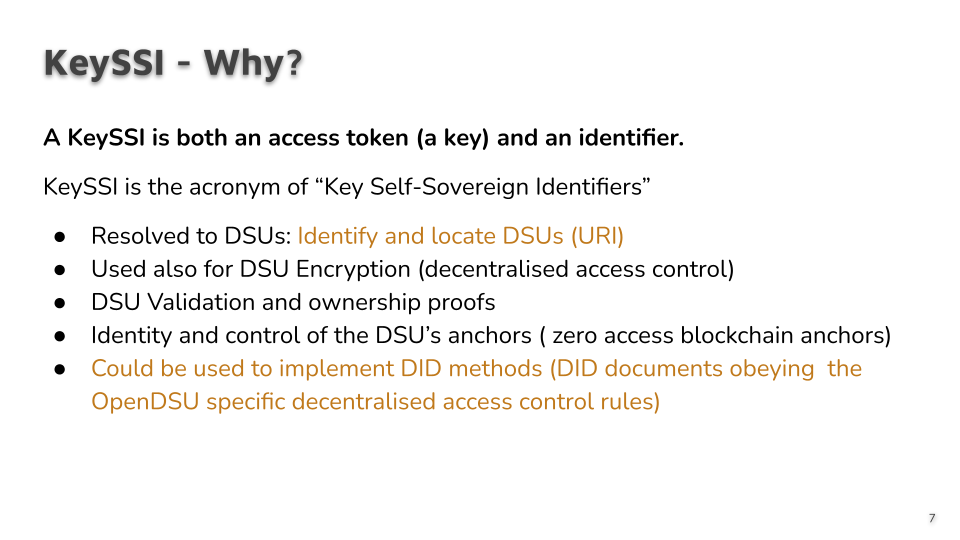 KeySSI - Why?
A KeySSI is both an access token (a key) and an identifier.
KeySSI is the acronym of “Key Self-Sovereign Identifiers”
● Resolved to DSUs: Identify and locate DSUs (URI)
● Used also for DSU Encryption (decentralised access control)
● DSU Validation and ownership proofs
● Identity and control of the DSU’s anchors ( zero access blockchain anchors)
● Could be used to implement DID methods (DID documents obeying  the
OpenDSU specific decentralised access control rules)
7